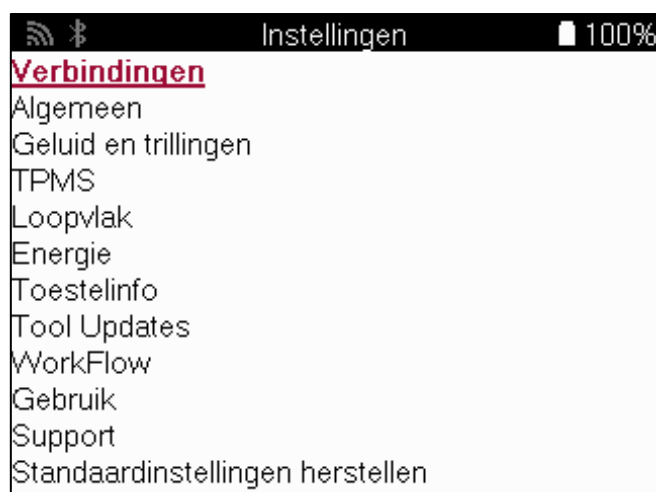 Instellingen 100%
Verbindingen
Algemeen
Geluid en trillingen
TPMS
Loopvlak
Energie
Toestelinfo
Tool Updates
WorkFlow
Gebruik
Support
Standaardinstellingen herstellen